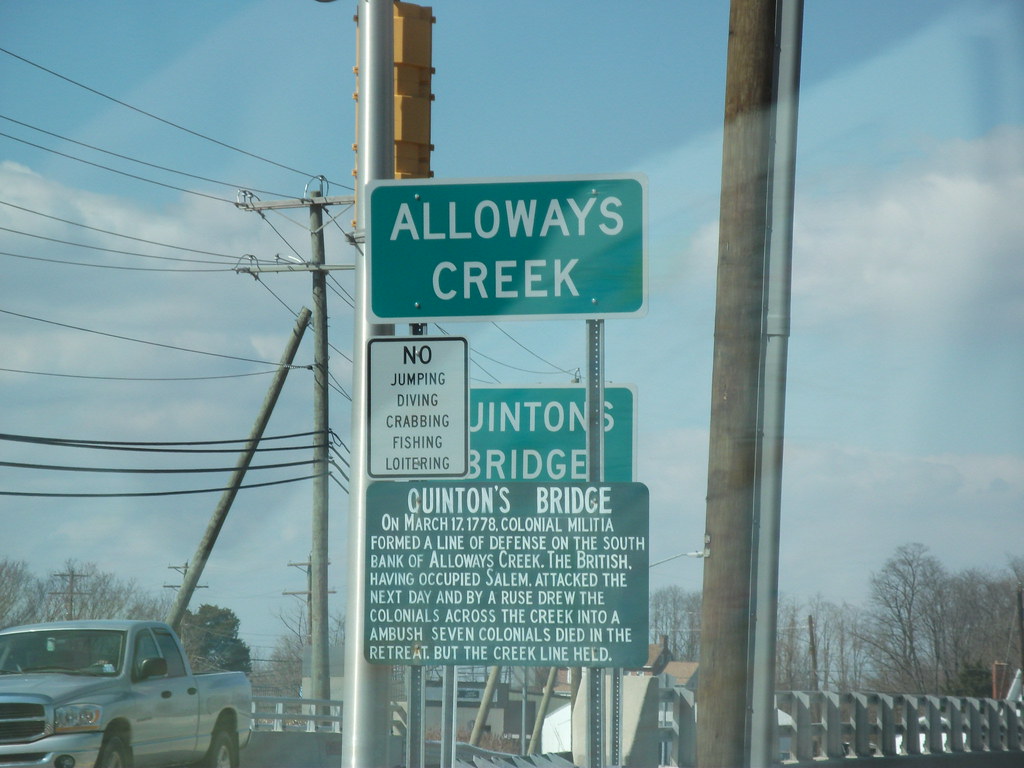 ALLOWAYS
CREEK
NO
JUMPING
DIVING
CRABBING
FISHING
LOITERING
UINTONS
BRIDGE
QUINTON'S BRIDGE
ON MARCH 17, 1778, COLONIAL MILITIA
FORMED A LINE OF DEFENSE ON THE SOUTH
BANK OF ALLOWAYS CREEK. THE BRITISH,
HAVING OCCUPIED SALEM, ATTACKED THE
NEXT DAY AND BY A RUSE DREW THE
COLONIALS ACROSS THE CREEK INTO A
AMBUSH SEVEN COLONIALS DIED IN THE
RETREAT, BUT THE CREEK LINE HELD.